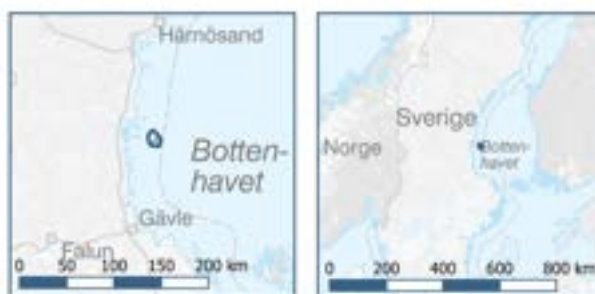 Härnösand
Botten-
havet
Gävle
Falun
0 50 100 150 200 km
Sverige
Norge
Botten-
havet
0 200 400 600 800 km